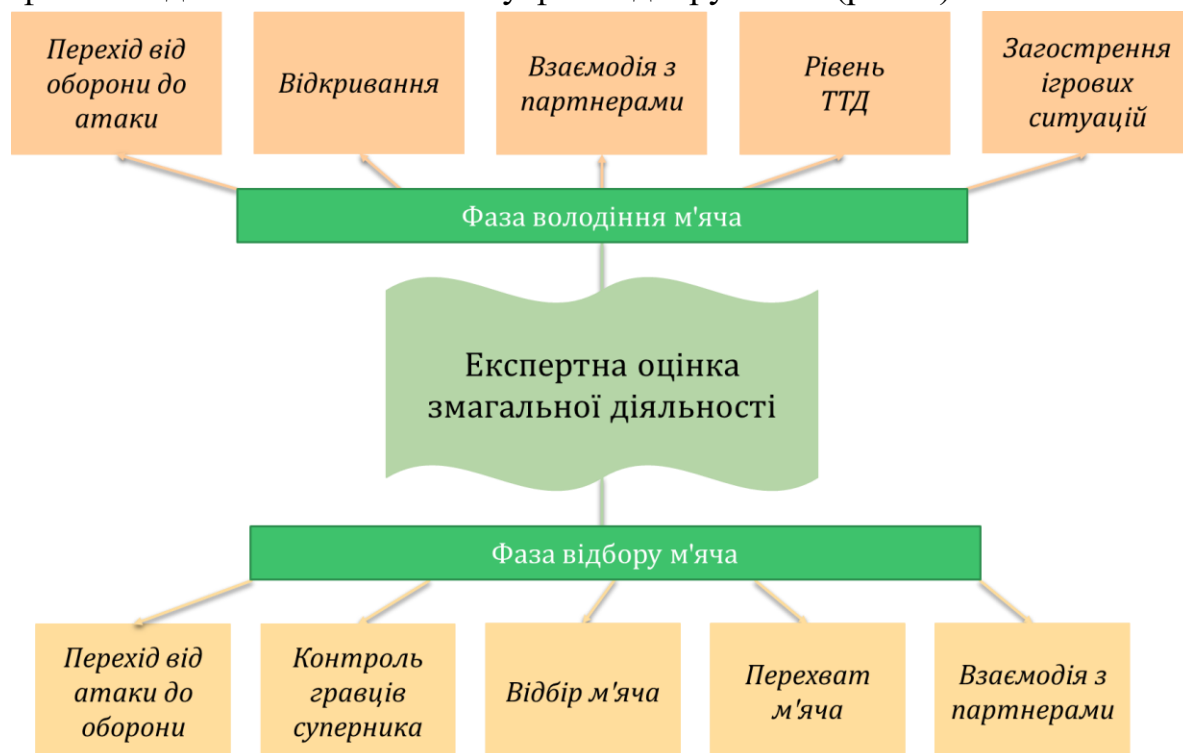 Перехід від
оборони до
атаки
Відкривання
Взаємодія з
партнерами
Рівень
ТТД
Загострення
ігрових
ситуацій
Фаза володіння м'яча
Експертна оцінка
змагальної діяльності
Фаза відбору м'яча
Перехід від
атаки до
оборони
Контроль
гравців
суперника
Відбір м'яча
Перехват
м'яча
Взаємодія з
партнерами